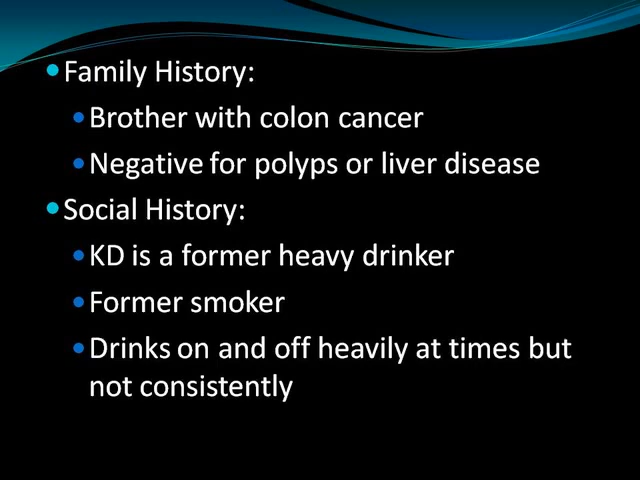 Family History:
Brother with colon cancer
Negative for polyps or liver disease
Social History:
KD is a former heavy drinker
Former smoker
Drinks on and off heavily at times but
not consistently